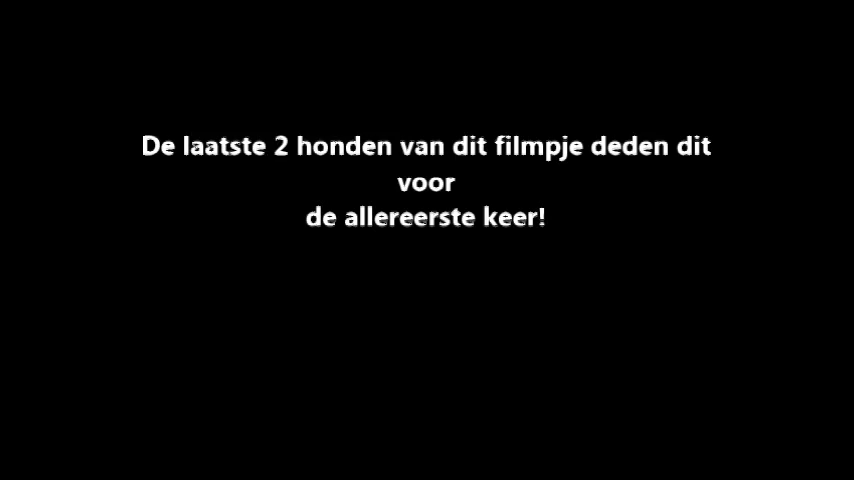 De laatste 2 honden van dit filmpje deden dit
voor
de allereerste keer!